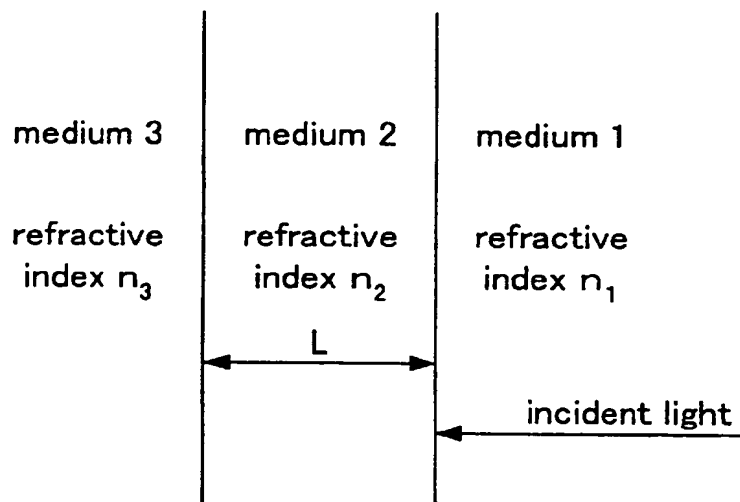 medium 3 medium 2 medium 1
refractive index n₃
refractive index n₂
refractive index n₁
L
incident light